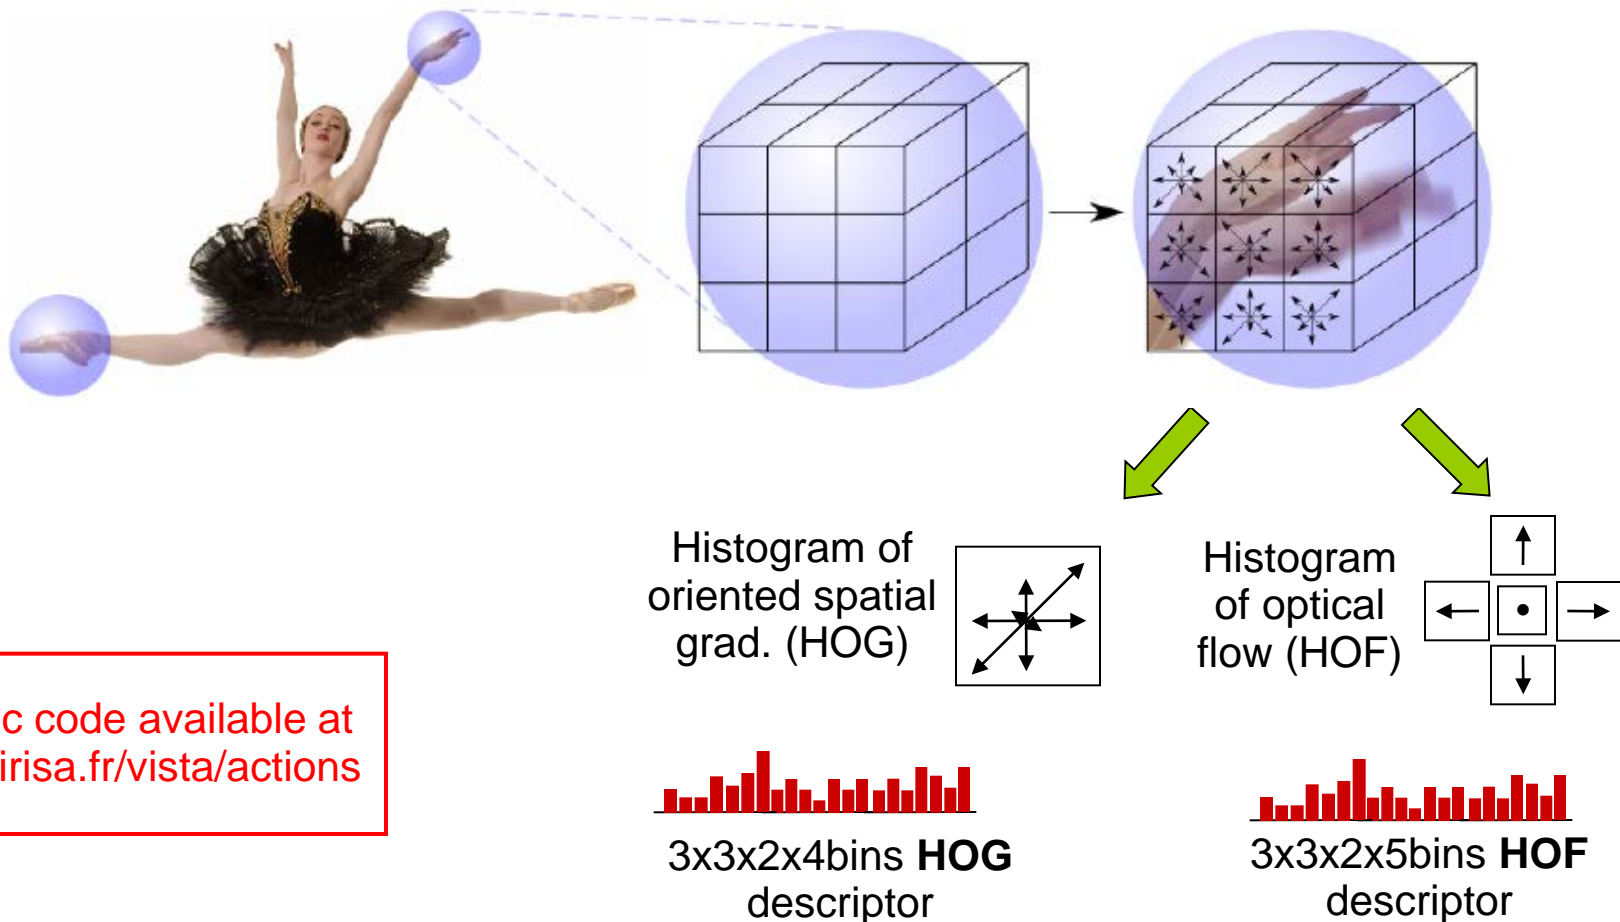 Histogram of
oriented spatial
grad. (HOG)
Histogram
of optical
flow (HOF)
c code available at
irisa.fr/vista/actions
3x3x2x4bins HOG
descriptor
3x3x2x5bins HOF
descriptor